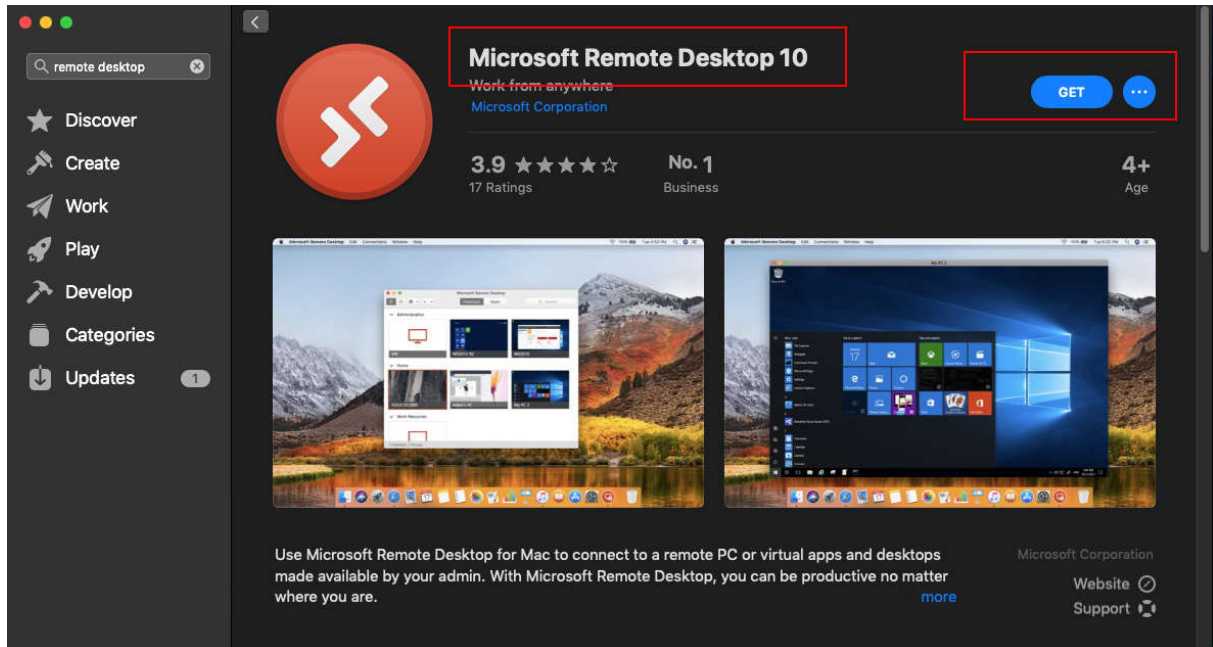 remote desktop
Discover
Create
Work
Play
Develop
Categories
Updates 1
Microsoft Remote Desktop 10
Work from anywhere
Microsoft Corporation
GET
3.9
17 Ratings
No. 1
Business
4+
Age
Use Microsoft Remote Desktop for Mac to connect to a remote PC or virtual apps and desktops
made available by your admin. With Microsoft Remote Desktop, you can be productive no matter
where you are. more
Microsoft Corporation
Website
Support